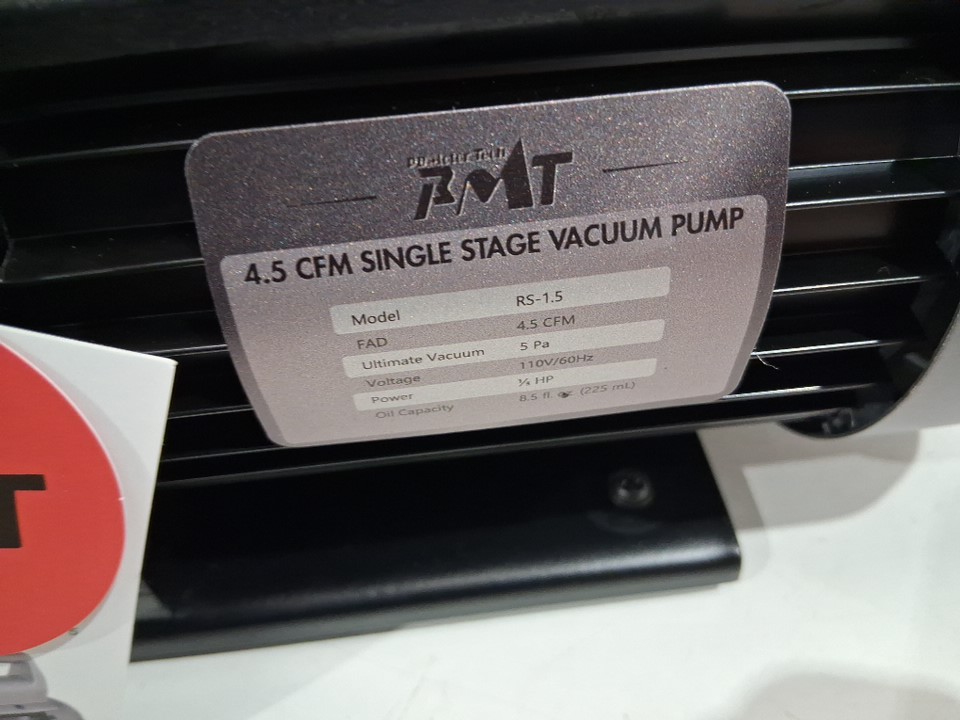 BMT
4.5 CFM SINGLE STAGE VACUUM PUMP
Model RS-1.5
FAD 4.5 CFM
Ultimate Vacuum 5 Pa
Voltage 110V/60Hz
Power ¼ HP
Oil Capacity 8.5 fl. (225 mL)
T